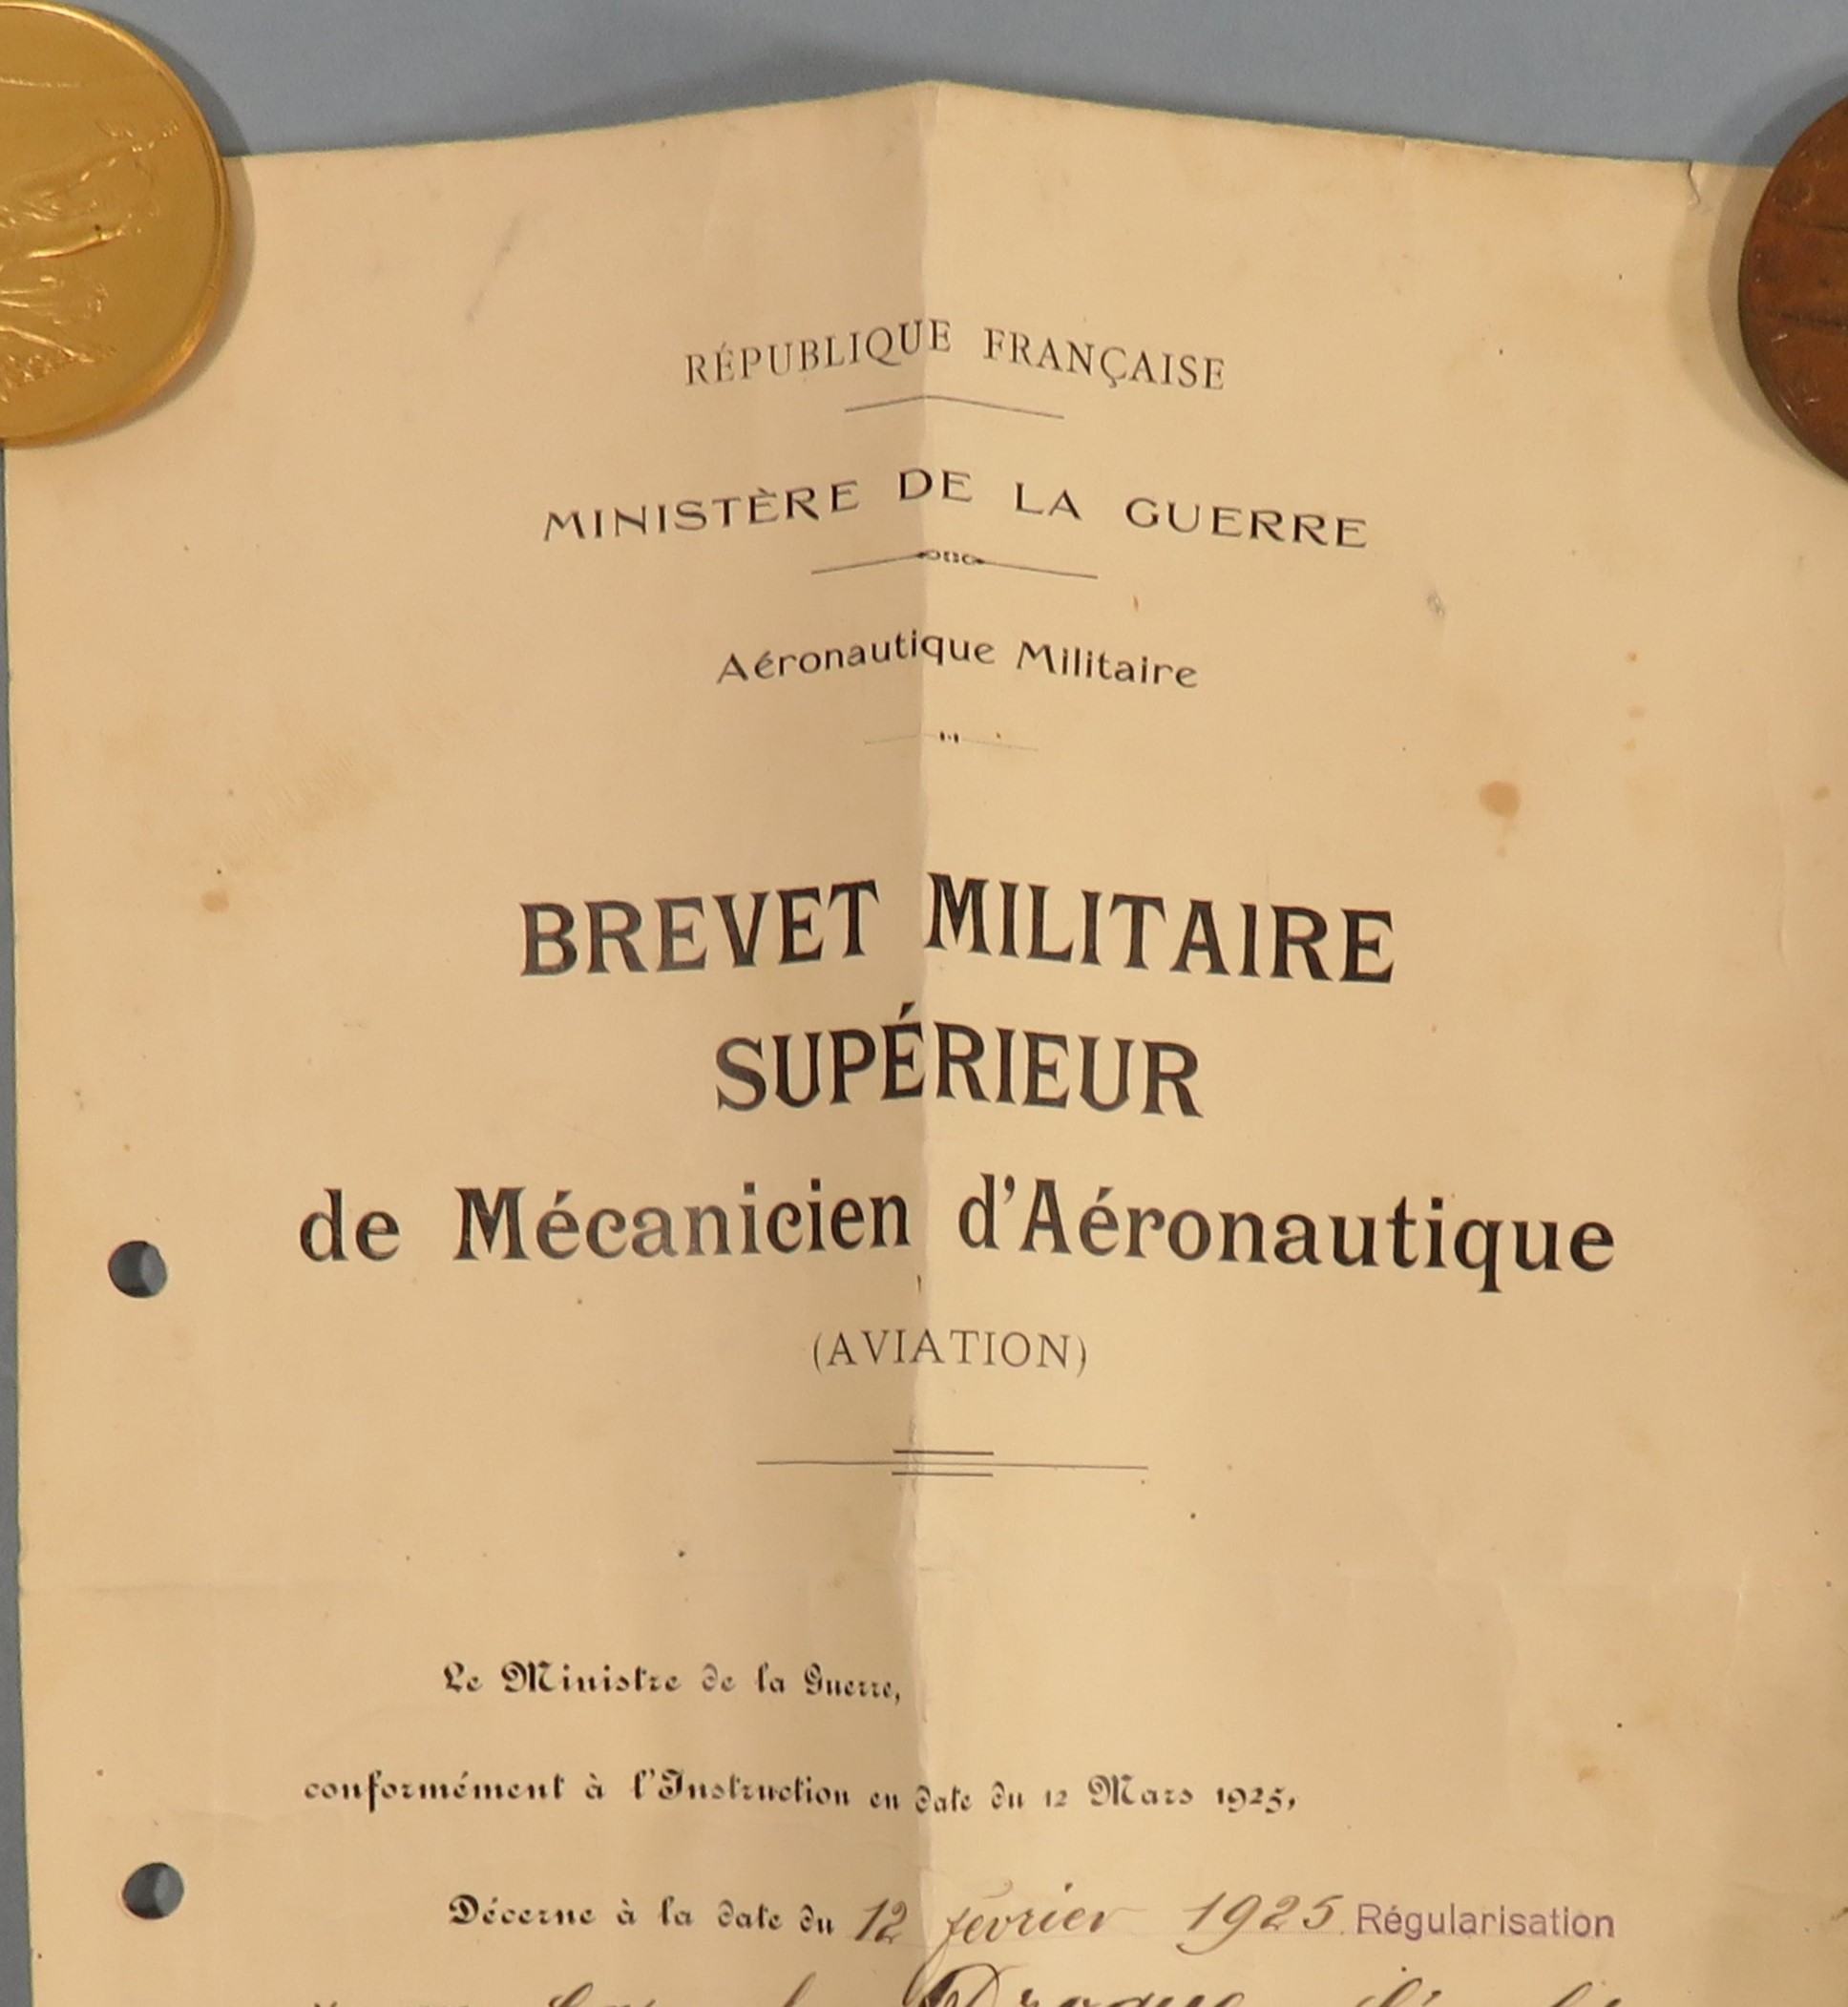 RÉPUBLIQUE FRANÇAISE
MINISTÈRE DE LA GUERRE
Aéronautique Militaire
BREVET MILITAIRE
SUPÉRIEUR
de Mécanicien d'Aéronautique
(AVIATION)
Le Ministre de la Guerre,
conformément à l'Instruction en date du 12 Mars 1925,
Décerne à la date du 12 février 1925 Régularisation